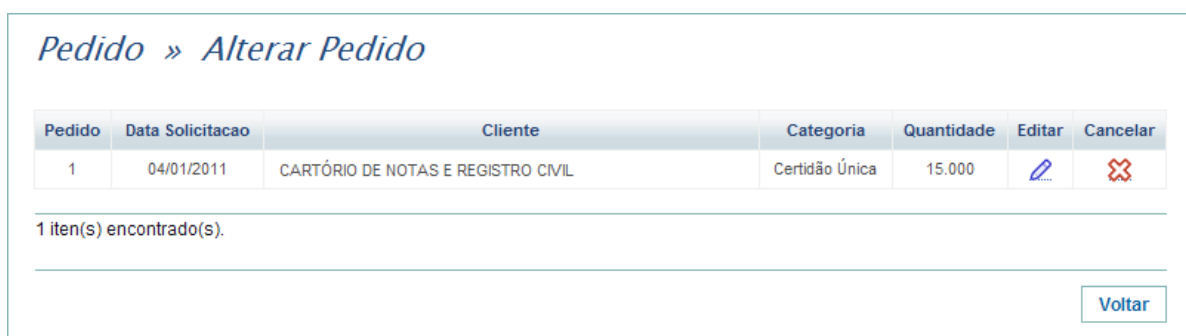 Pedido » Alterar Pedido
Pedido Data Solicitacao Cliente Categoria Quantidade Editar Cancelar
1 04/01/2011 CARTÓRIO DE NOTAS E REGISTRO CIVIL Certidão Única 15.000
1 iten(s) encontrado(s).
Voltar